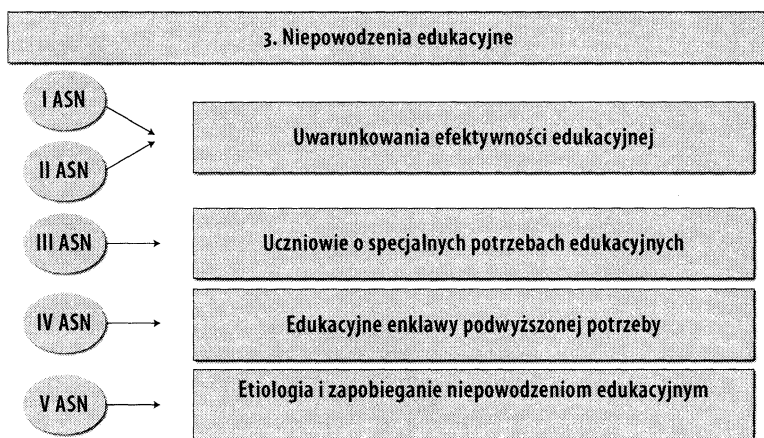 3. Niepowodzenia edukacyjne
I ASN
Uwarunkowania efektywności edukacyjnej
II ASN
III ASN
Uczniowie o specjalnych potrzebach edukacyjnych
IV ASN
Edukacyjne enklawy podwyższonej potrzeby
V ASN
Etiologia i zapobieganie niepowodzeniom edukacyjnym